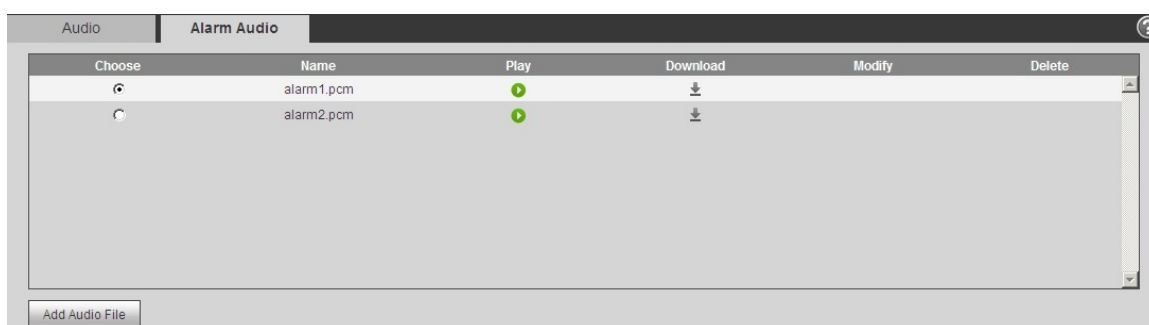 Audio Alarm Audio ?
Choose Name Play Download Modify Delete
alarm1.pcm
alarm2.pcm
Add Audio File